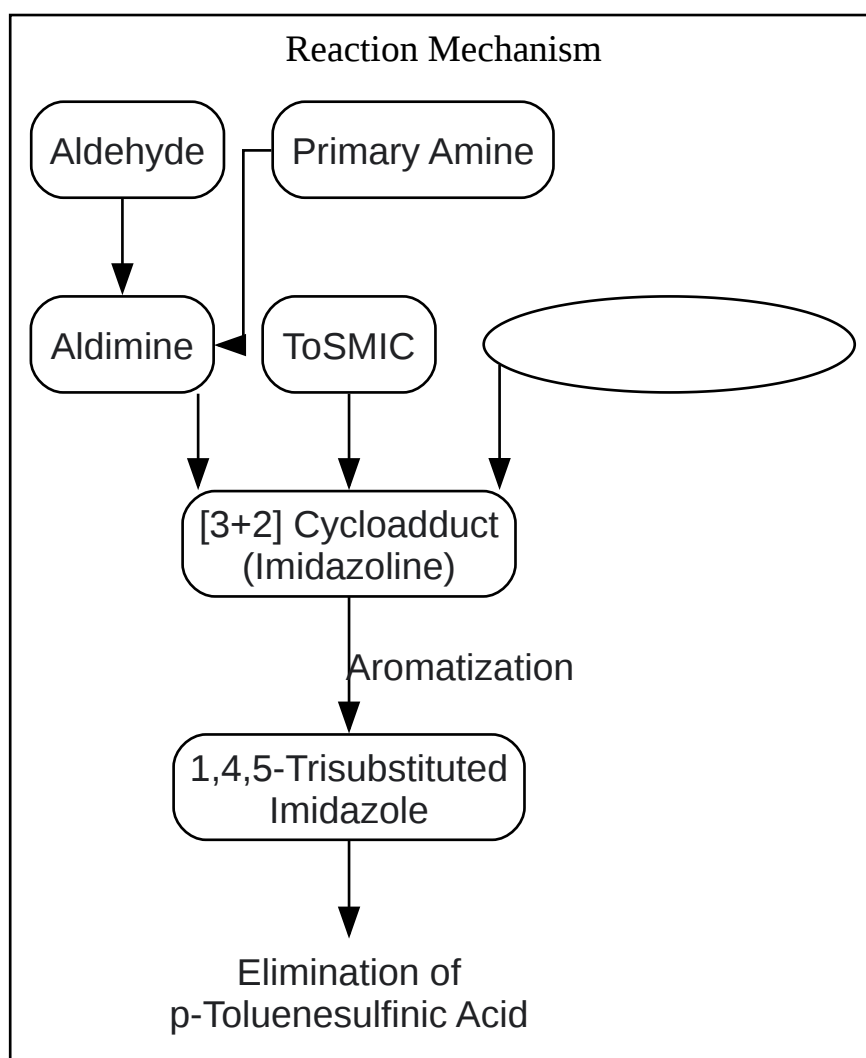 Reaction Mechanism
Aldehyde
Primary Amine
Aldimine
ToSMIC
[3+2] Cycloadduct
(Imidazoline)
Aromatization
1,4,5-Trisubstituted
Imidazole
Elimination of
p-Toluenesulfinic Acid